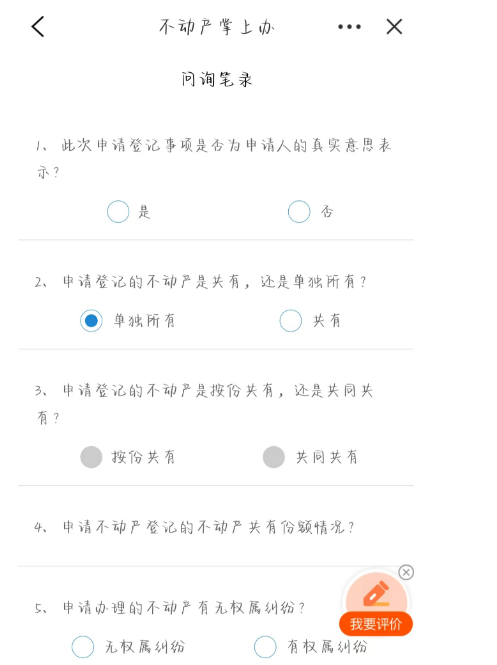 不动产掌上办
问询笔录
1、此次申请登记事项是否为申请人的真实意思表
示？
是 否
2、申请登记的不动产是共有，还是单独所有？
单独所有 共有
3、申请登记的不动产是按份共有，还是共同共
有？
按份共有 共同共有
4、申请不动产登记的不动产共有份额情况？
5、申请办理的不动产有无权属纠纷？
我要评价
无权属纠纷 有权属纠纷